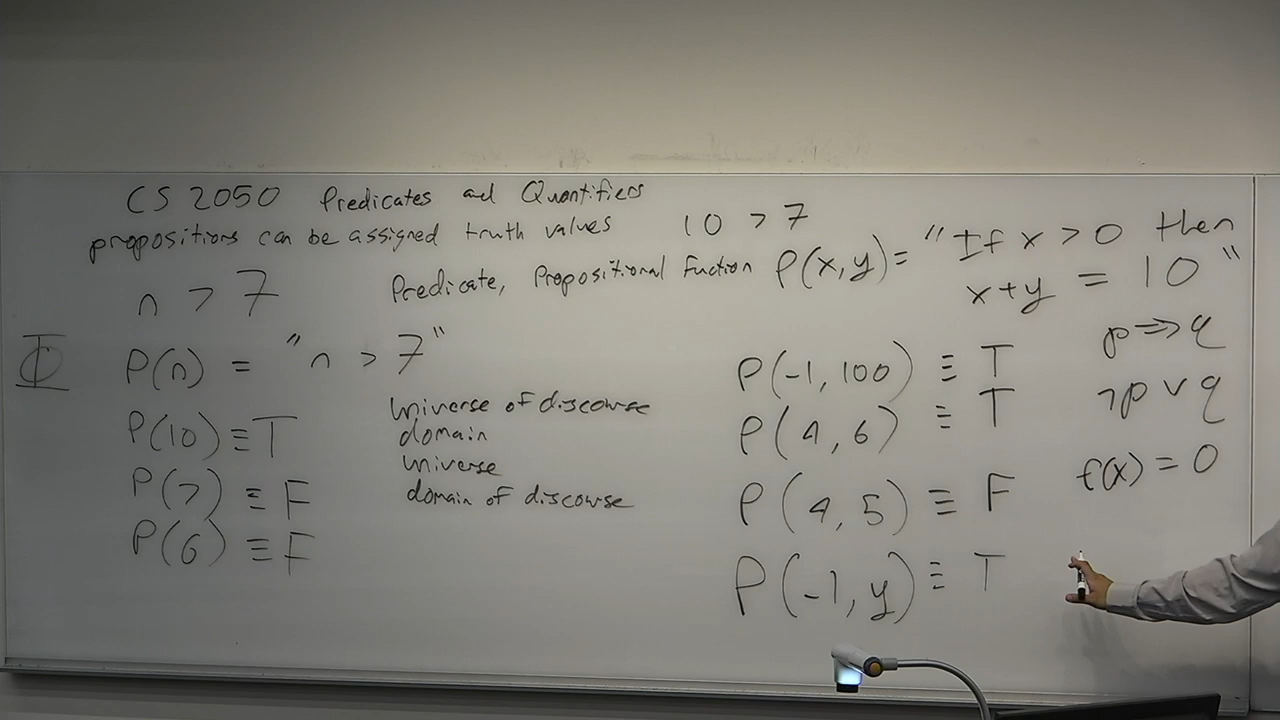 CS 2050 Predicates and Quantifiers
propositions can be assigned truth values
10 > 7
n > 7
Predicate, Propositional Fuction
P(x,y) = "If x > 0 then
x+y = 10"
P(n) = "n > 7"
P(10) ≡ T
P(7) ≡ F
P(6) ≡ F
Universe of discourse
domain
universe
domain of discourse
P(-1, 100) ≡ T
P(4, 6) ≡ T
P(4, 5) ≡ F
P(-1, y) ≡ T
p => q
¬p ∨ q
f(x) = 0